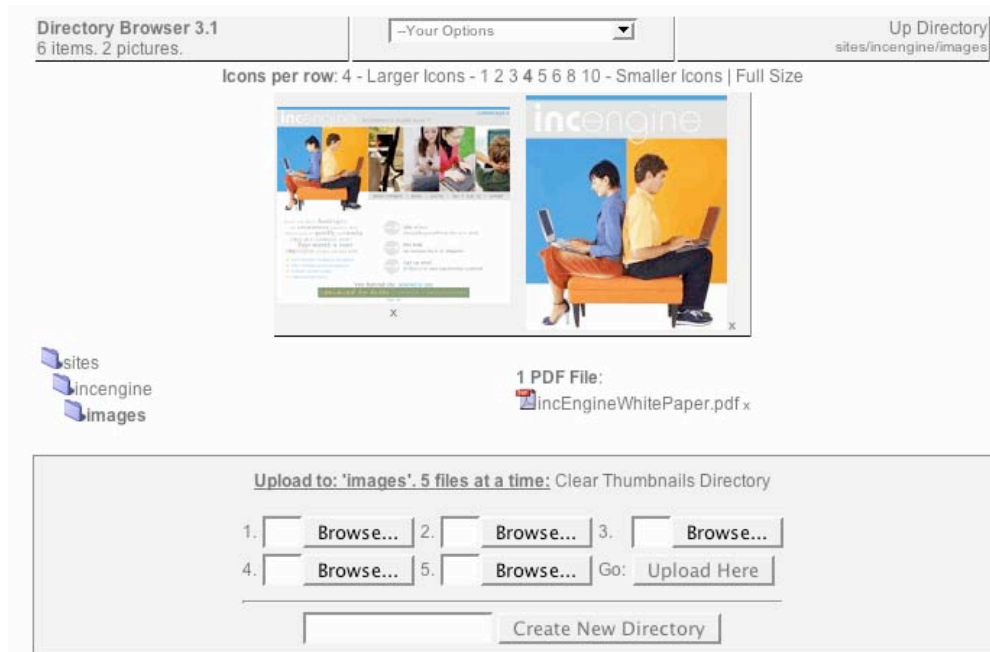 Directory Browser 3.1
6 items. 2 pictures.
--Your Options
Up Directory
sites/incengine/images
Icons per row: 4 - Larger Icons - 1 2 3 4 5 6 8 10 - Smaller Icons | Full Size
incengine
incengine
x
x
sites
incengine
images
1 PDF File:
incEngineWhitePaper.pdf x
Upload to: 'images'. 5 files at a time: Clear Thumbnails Directory
1. Browse... 2. Browse... 3. Browse...
4. Browse... 5. Browse... Go: Upload Here
Create New Directory